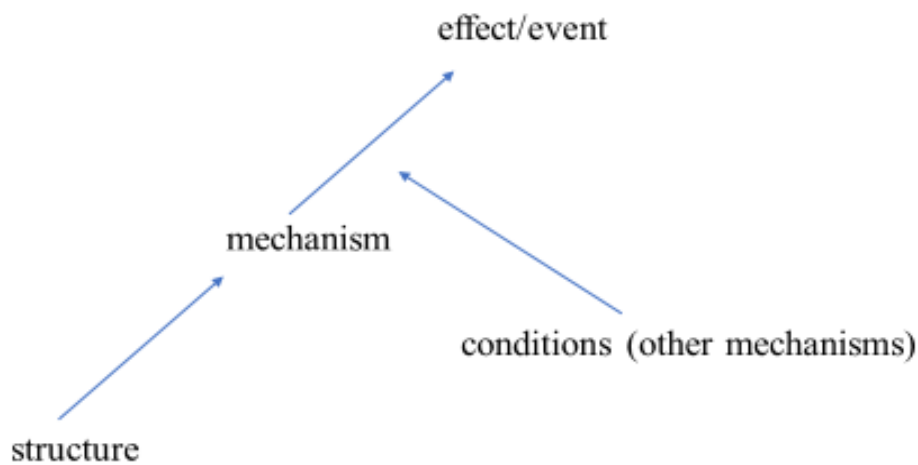 effect/event
mechanism
conditions (other mechanisms)
structure